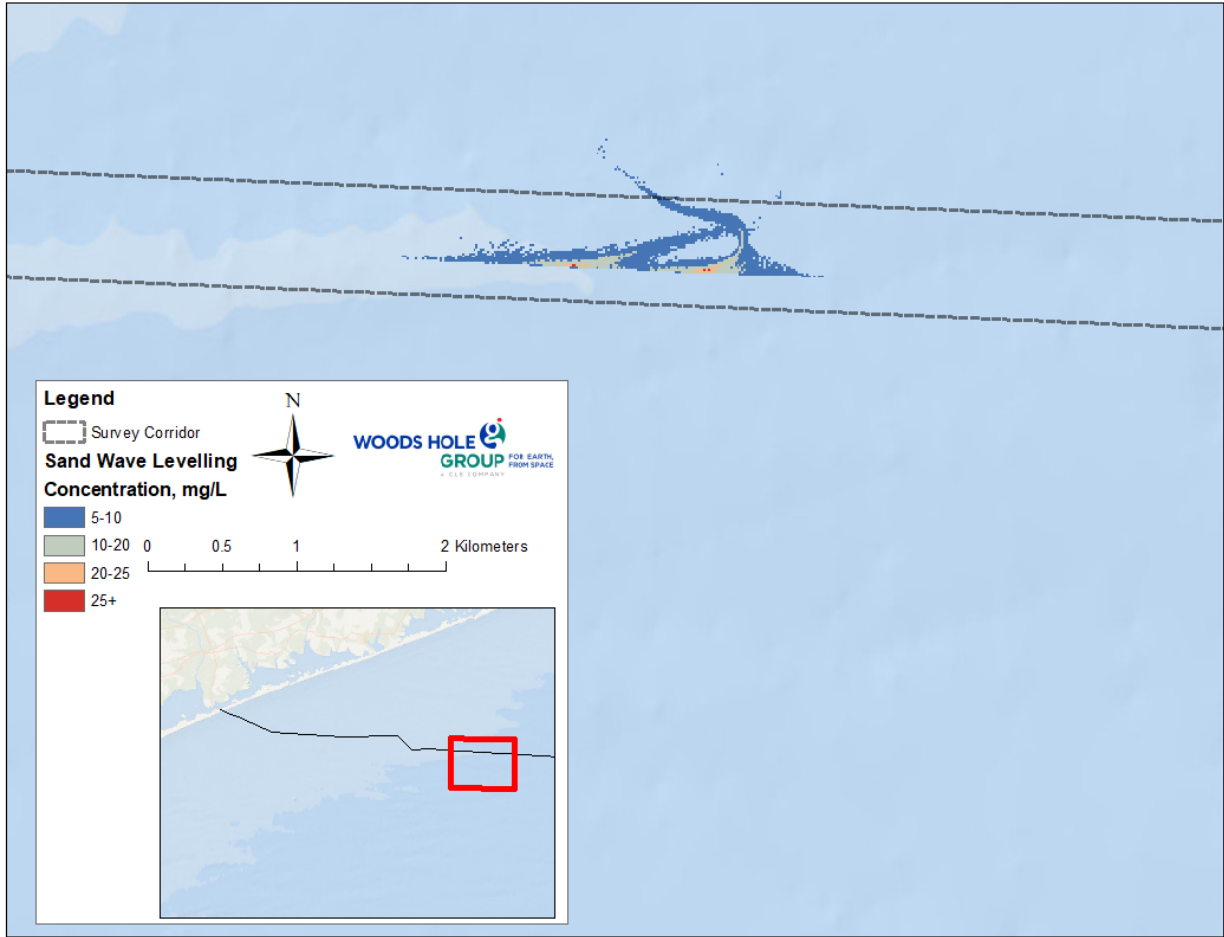 Legend
N
Survey Corridor
WOODS HOLE
GROUP
FOR EARTH,
FROM SPACE
A CLS COMPANY
Sand Wave Levelling
Concentration, mg/L
5-10
10-20
20-25
25+
0 0.5 1 2 Kilometers